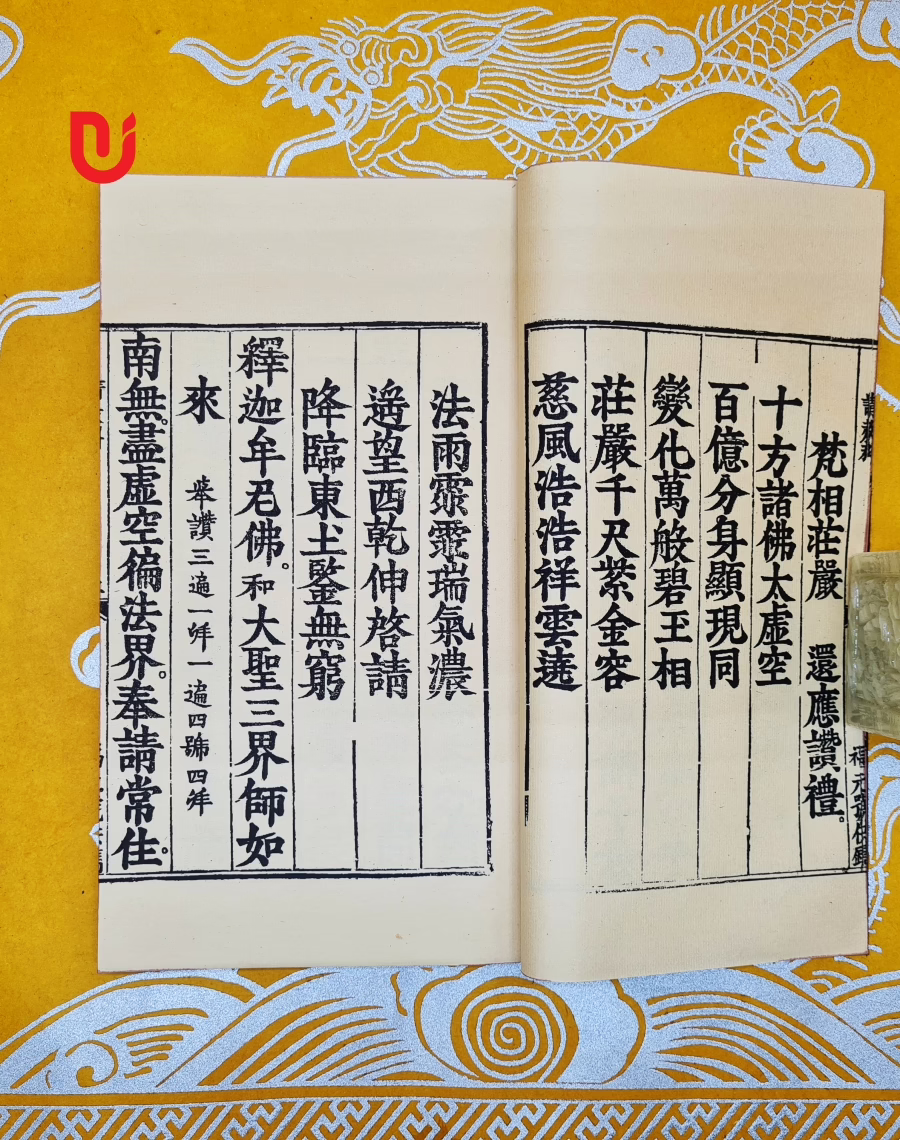 梵相莊嚴 還應讚禮。
十方諸佛太虛空
百億分身顯現同
變化萬般碧玉相
莊嚴千尺紫金容
慈風浩浩祥雲遶
法雨霏霏瑞氣濃
遙望西乾伸啓請
降臨東土鑒無窮
釋迦牟尼佛。和大聖三界師如
來 舉讚三遍一一遍四號四
南無。盡虛空徧法界。奉請常住。